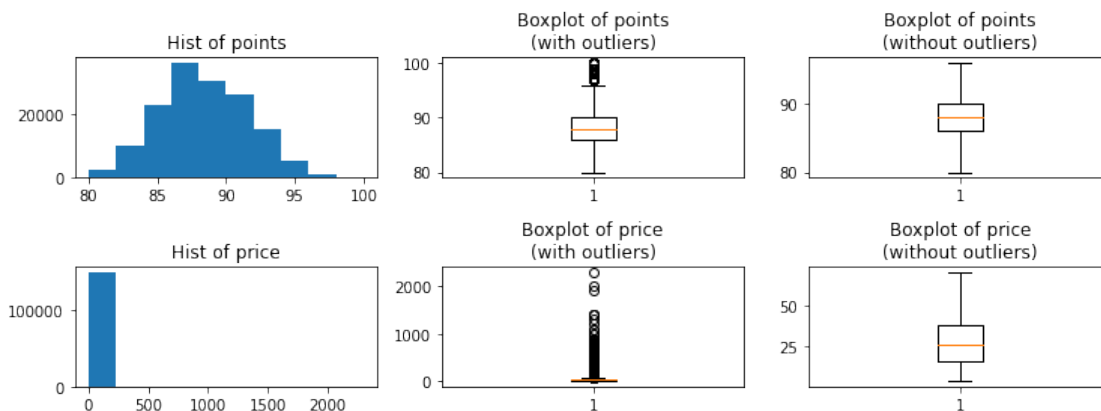 Hist of points
20000
0
80 85 90 95 100
Boxplot of points
(with outliers)
100
90
80
1
Boxplot of points
(without outliers)
90
80
1
Hist of price
100000
0
0 500 1000 1500 2000
Boxplot of price
(with outliers)
2000
1000
0
1
Boxplot of price
(without outliers)
50
25
1